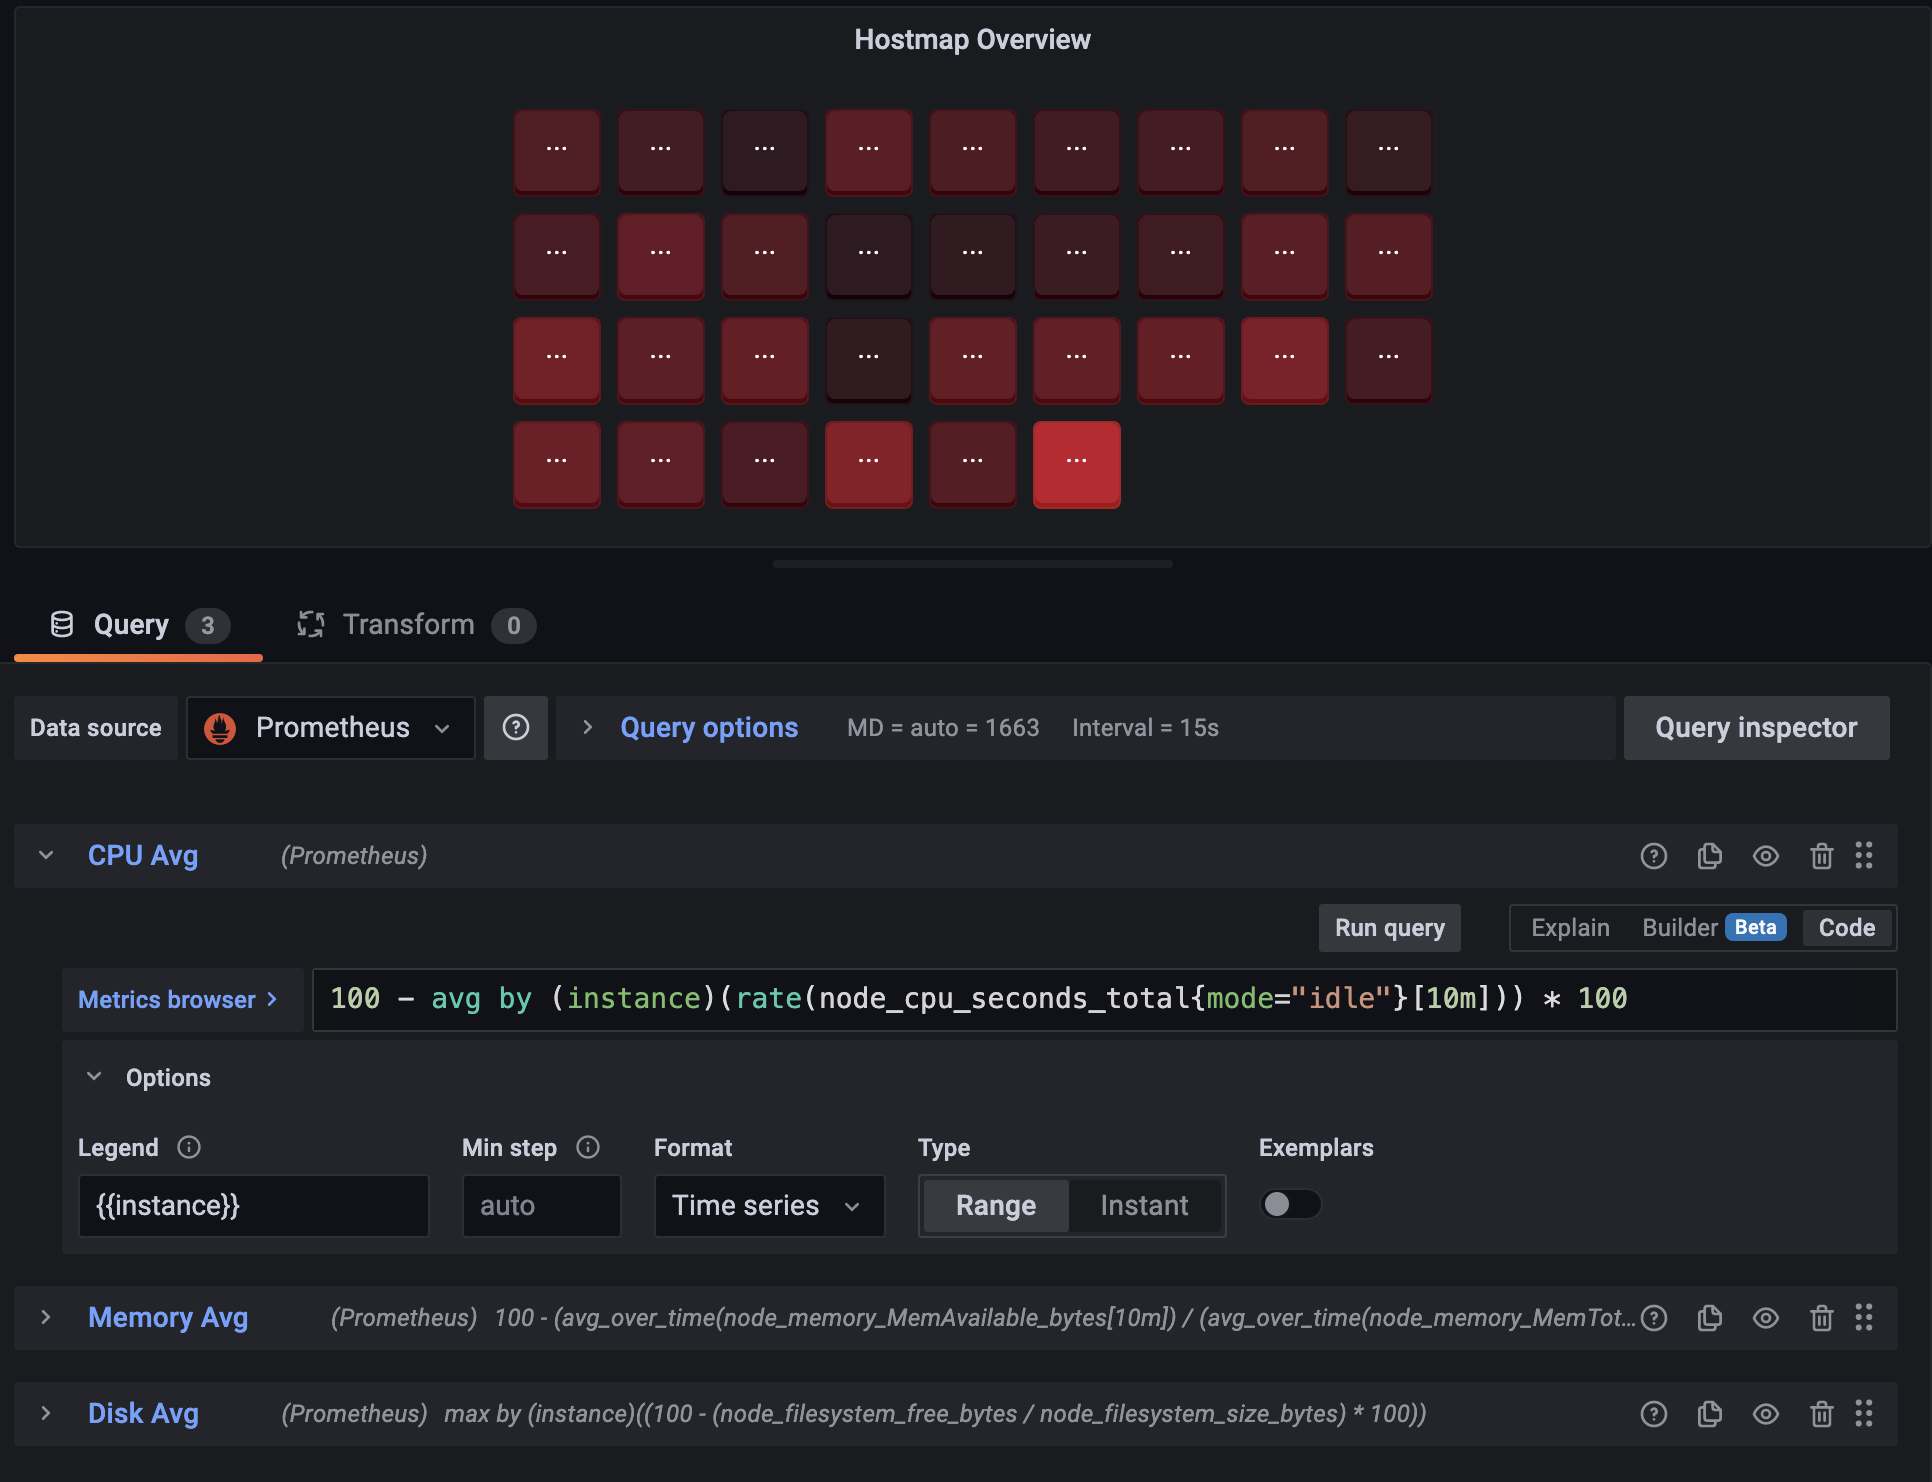 Hostmap Overview
... ... ... ... ... ... ... ... ...
... ... ... ... ... ... ... ... ...
... ... ... ... ... ... ... ... ...
... ... ... ... ... ...
Query 3 Transform 0
Data source Prometheus Query options MD = auto = 1663 Interval = 15s Query inspector
CPU Avg (Prometheus)
Run query Explain Builder Beta Code
Metrics browser > 100 - avg by (instance)(rate(node_cpu_seconds_total{mode="idle"}[10m])) * 100
Options
Legend Min step Format Type Exemplars
{{instance}} auto Time series Range Instant
Memory Avg (Prometheus) 100 - (avg_over_time(node_memory_MemAvailable_bytes[10m]) / (avg_over_time(node_memory_MemTot...
Disk Avg (Prometheus) max by (instance)((100 - (node_filesystem_free_bytes / node_filesystem_size_bytes) * 100))